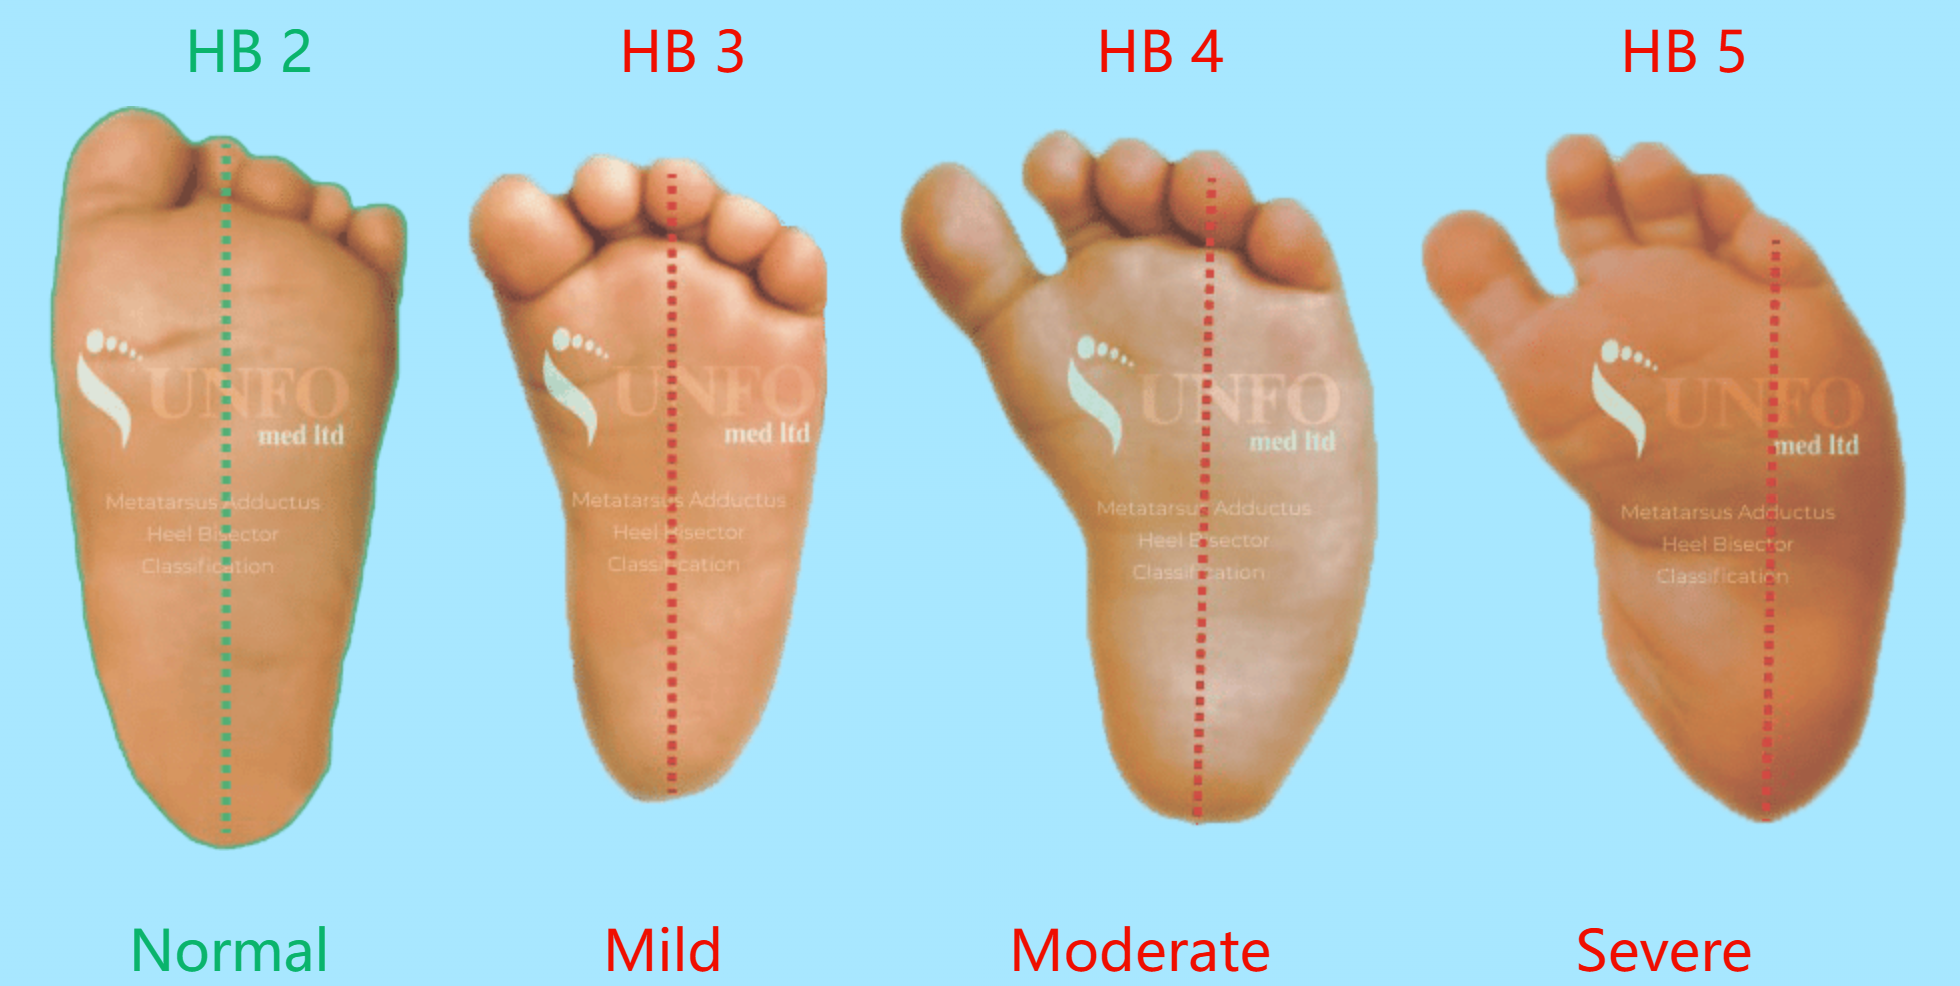 HB 2
HB 3
HB 4
HB 5
UNFO
med ltd
Metatarsus Adductus
Heel Bisector
Classification
UNFO
med ltd
Metatarsus Adductus
Heel Bisector
Classification
UNFO
med ltd
Metatarsus Adductus
Heel Bisector
Classification
UNFO
med ltd
Metatarsus Adductus
Heel Bisector
Classification
Normal
Mild
Moderate
Severe